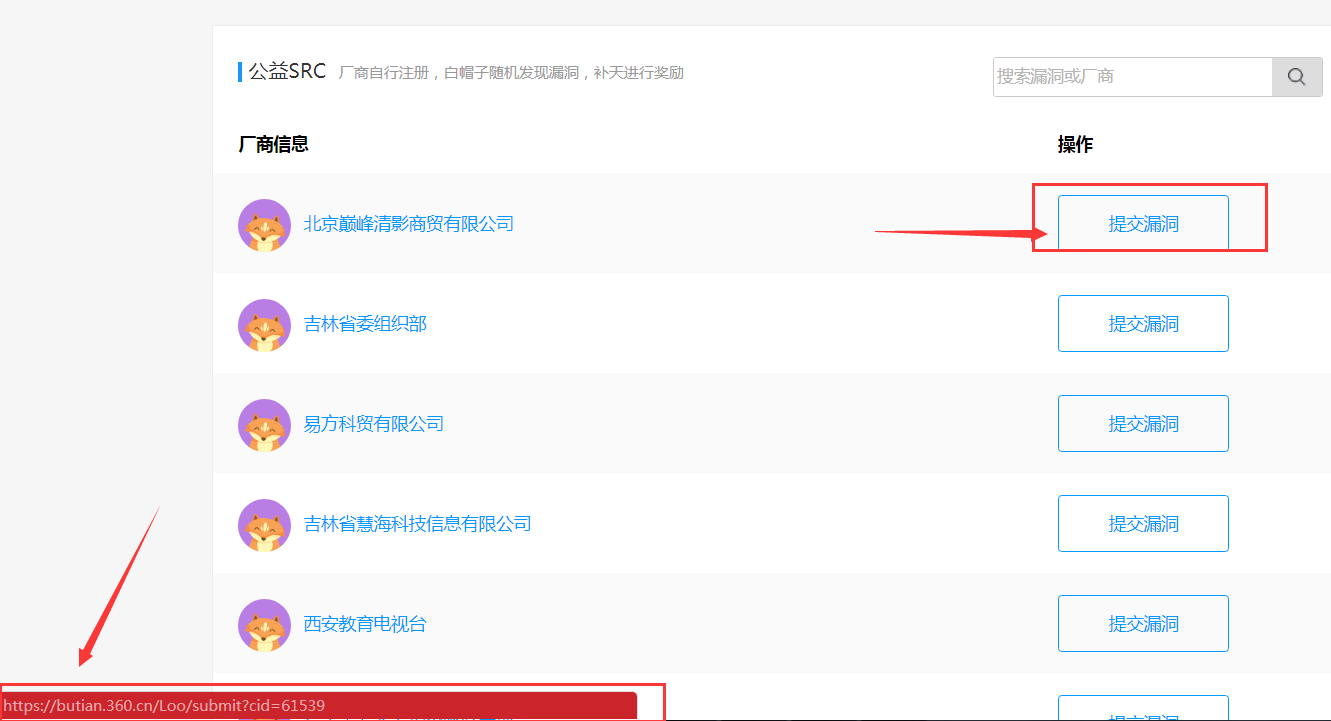 公益SRC 厂商自行注册，白帽子随机发现漏洞，补天进行奖励
搜索漏洞或厂商
厂商信息 操作
北京巅峰清影商贸有限公司 提交漏洞
吉林省委组织部 提交漏洞
易方科贸有限公司 提交漏洞
吉林省慧海科技信息有限公司 提交漏洞
西安教育电视台 提交漏洞
https://butian.360.cn/Loo/submit?cid=61539
提交漏洞